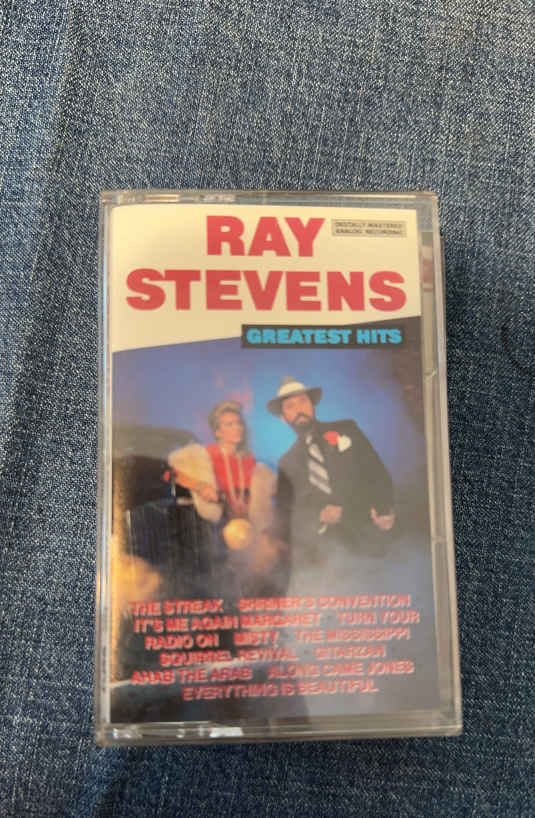 RAY
STEVENS
DIGITALLY MASTERED
ANALOG RECORDING
GREATEST HITS
THE STREAK · SHRINER'S CONVENTION
IT'S ME AGAIN MARGARET · TURN YOUR
RADIO ON · MISTY · THE MISSISSIPPI
SQUIRREL REVIVAL · GITARZAN
AHAB THE ARAB · ALONG CAME JONES
EVERYTHING IS BEAUTIFUL